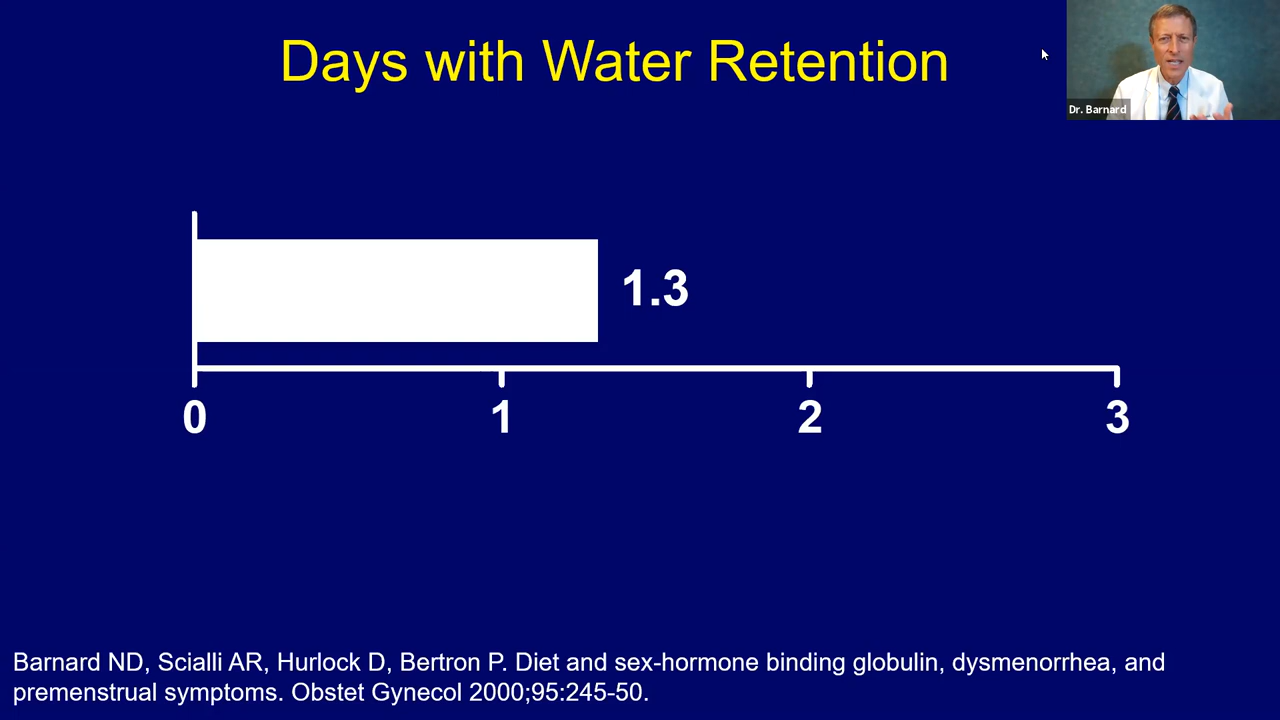 Days with Water Retention
Dr. Barnard
1.3
0 1 2 3
Barnard ND, Scialli AR, Hurlock D, Bertron P. Diet and sex-hormone binding globulin, dysmenorrhea, and
premenstrual symptoms. Obstet Gynecol 2000;95:245-50.